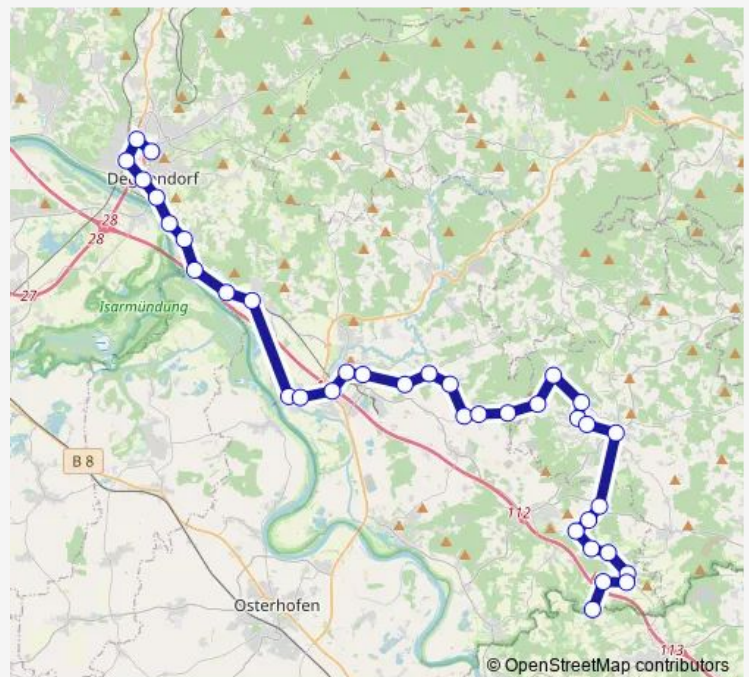 Deggendorf
28
28
27
Isarmündung
B 8
112
Osterhofen
113
© OpenStreetMap contributors